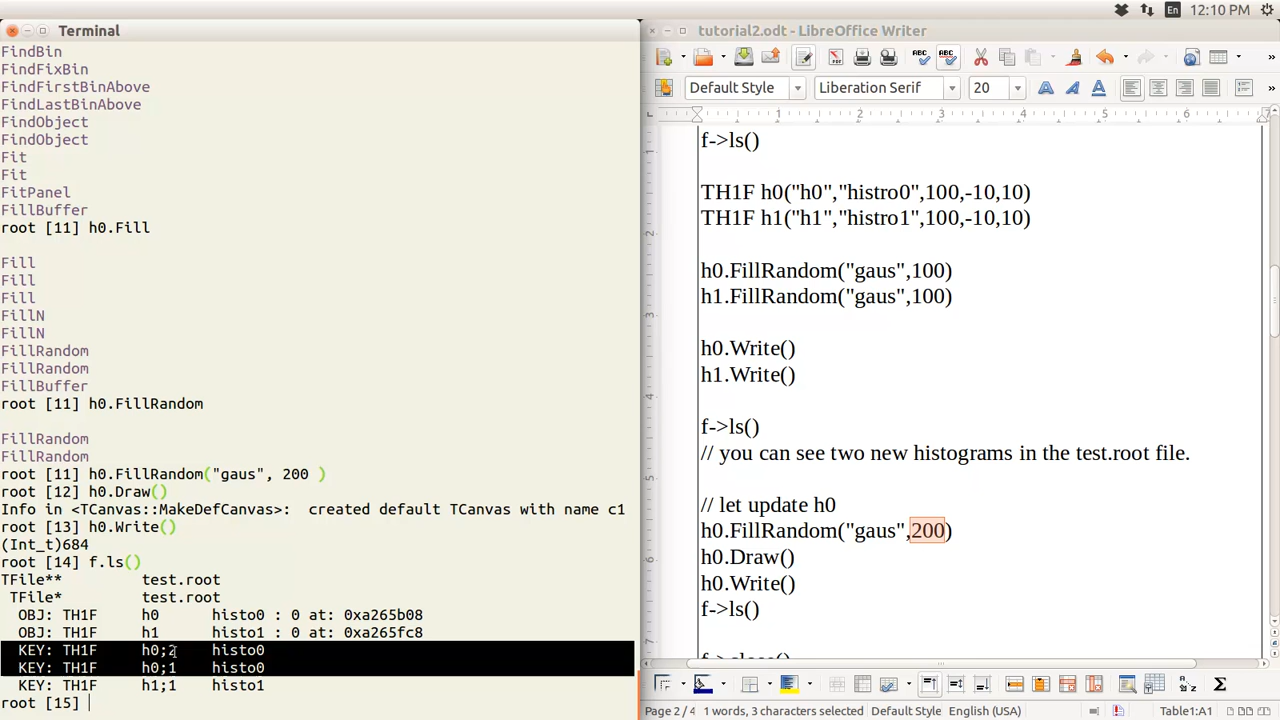 En 12:10 PM
Terminal
FindBin
FindFixBin
FindFirstBinAbove
FindLastBinAbove
FindObject
FindObject
Fit
Fit
FitPanel
FillBuffer
root [11] h0.Fill
Fill
Fill
Fill
FillN
FillN
FillRandom
FillRandom
FillBuffer
root [11] h0.FillRandom
FillRandom
FillRandom
root [11] h0.FillRandom("gaus", 200 )
root [12] h0.Draw()
Info in <TCanvas::MakeDefCanvas>:  created default TCanvas with name c1
root [13] h0.Write()
(Int_t)684
root [14] f.ls()
TFile** test.root
TFile* test.root
OBJ: TH1F h0 histo0 : 0 at: 0xa265b08
OBJ: TH1F h1 histo1 : 0 at: 0xa265fc8
KEY: TH1F h0;2 histo0
KEY: TH1F h0;1 histo0
KEY: TH1F h1;1 histo1
root [15]
tutorial2.odt - LibreOffice Writer
Default Style Liberation Serif 20
1 2 3 4 5 6
f->ls()
TH1F h0("h0","histro0",100,-10,10)
TH1F h1("h1","histro1",100,-10,10)
h0.FillRandom("gaus",100)
h1.FillRandom("gaus",100)
h0.Write()
h1.Write()
f->ls()
// you can see two new histograms in the test.root file.
// let update h0
h0.FillRandom("gaus",200)
h0.Draw()
h0.Write()
f->ls()
f->close()
Page 2 / 4 1 words, 3 characters selected Default Style English (USA) Table1:A1